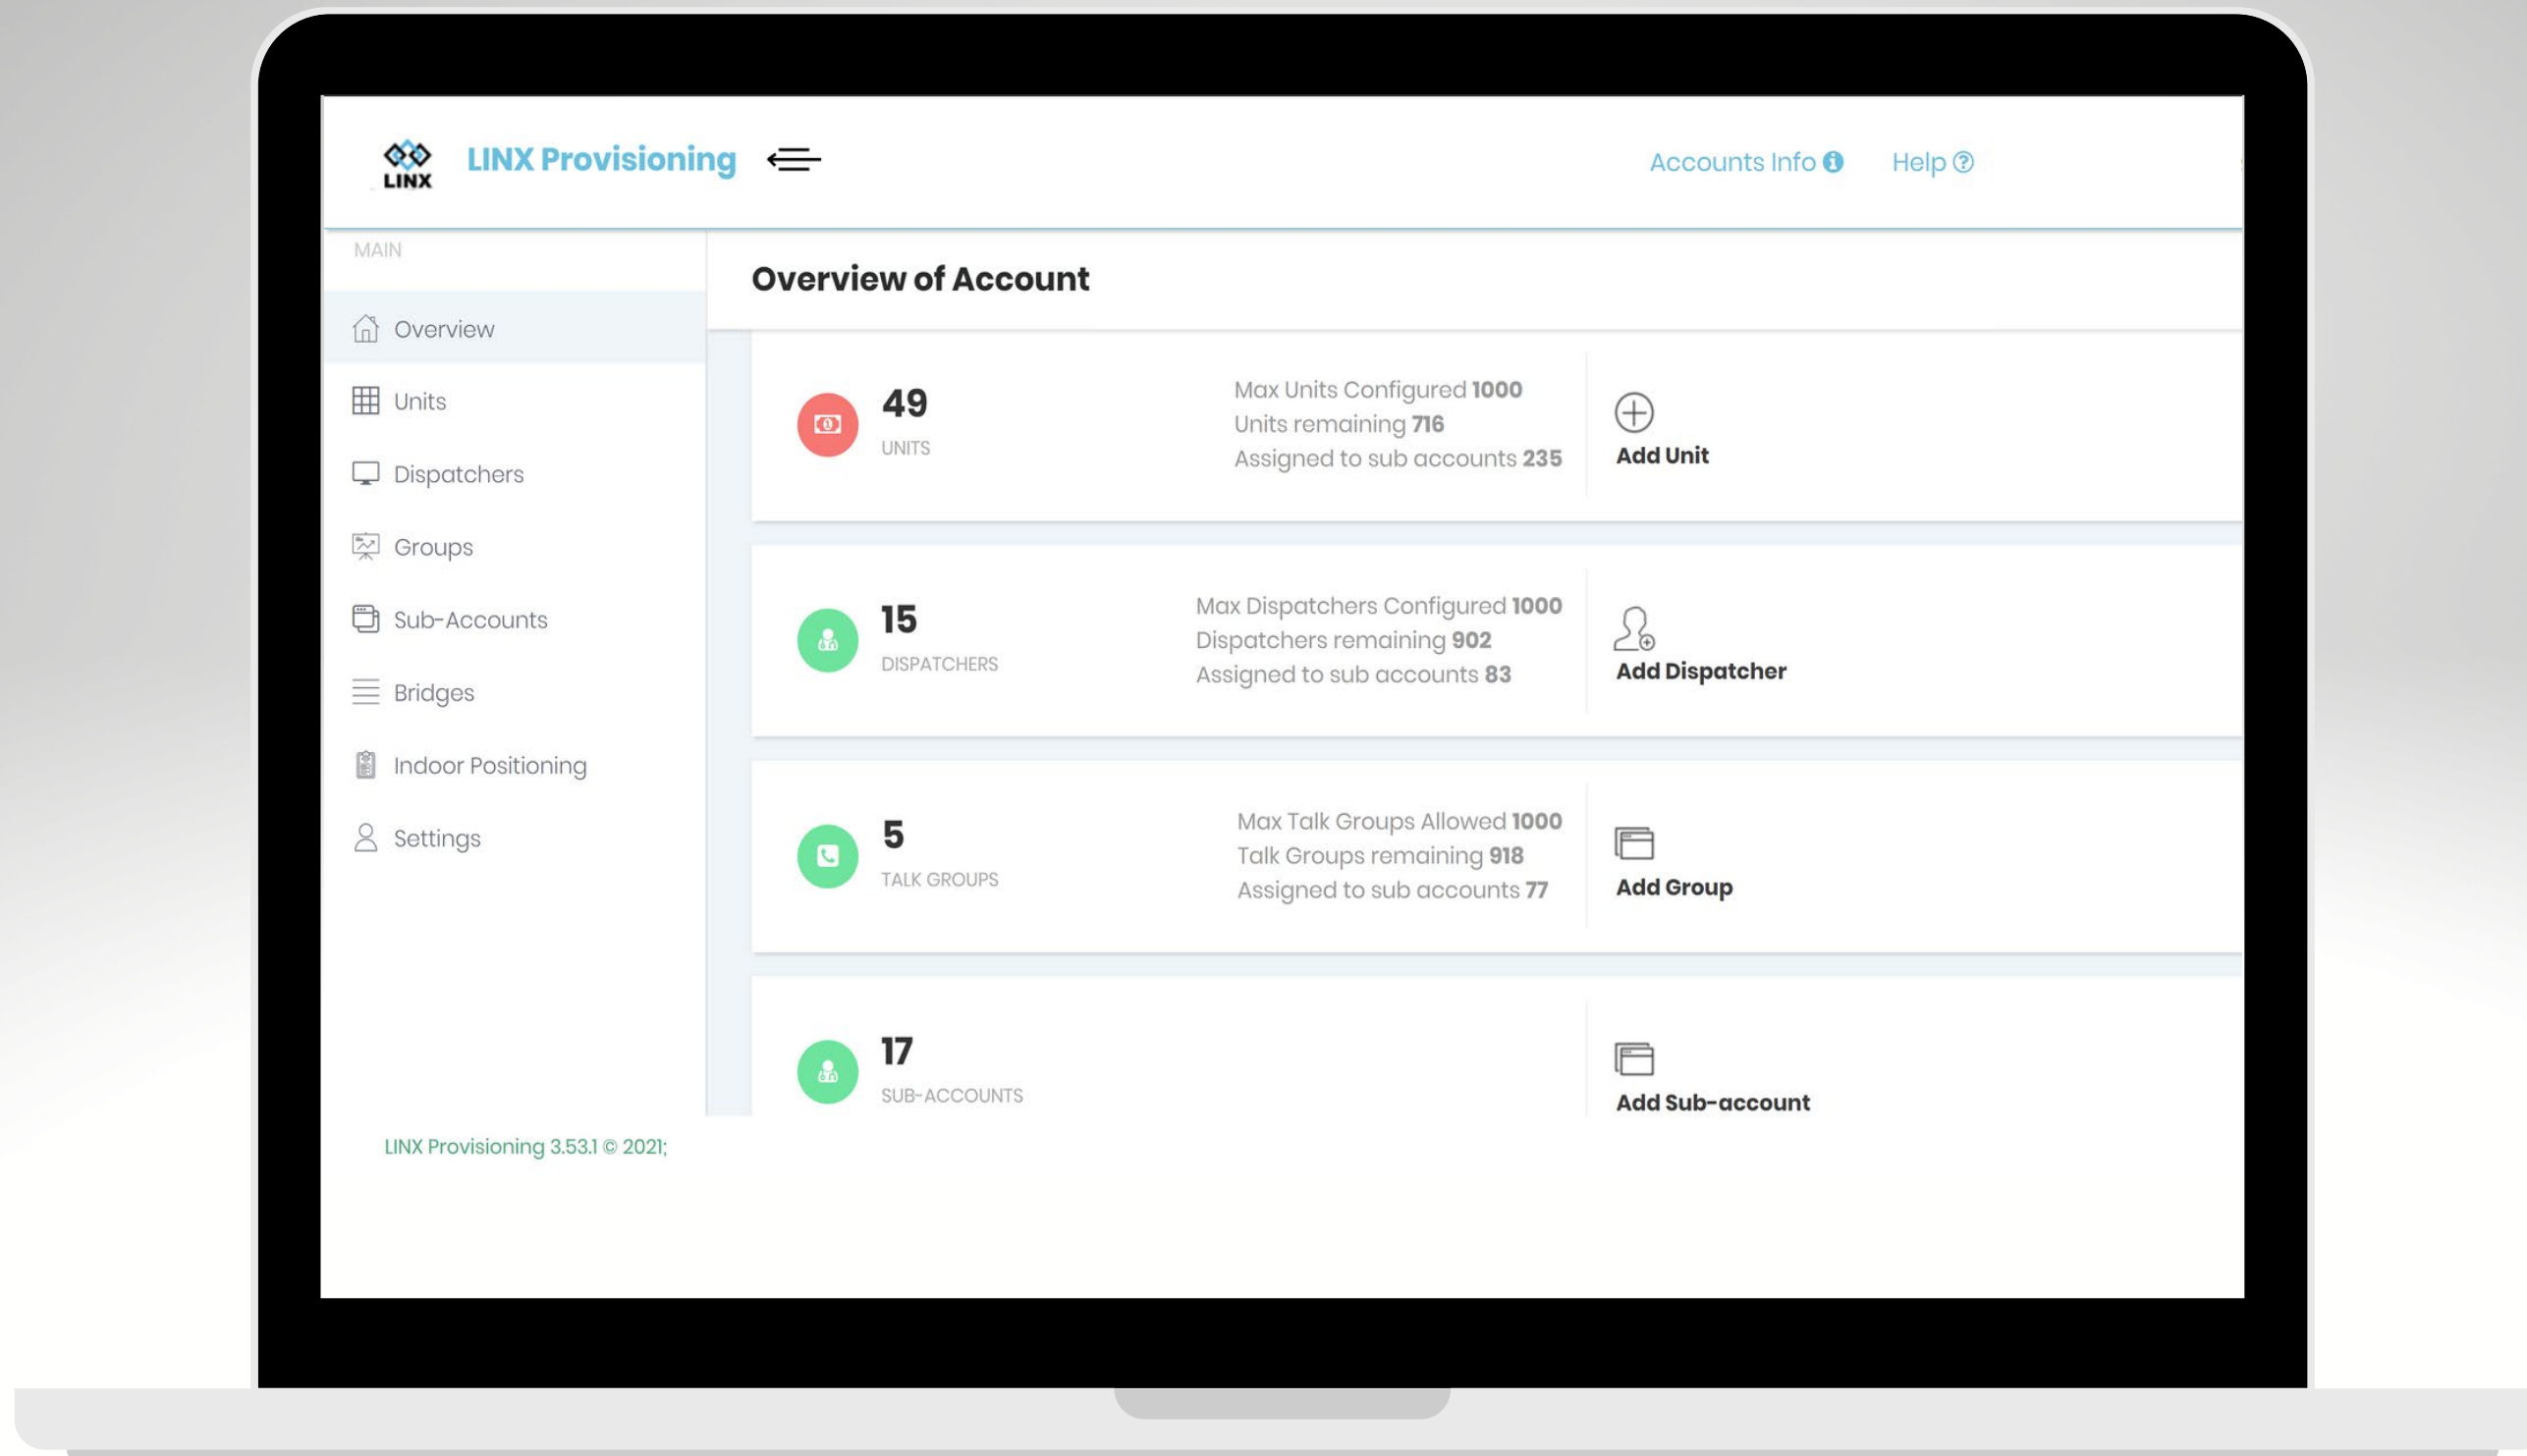 LINX
LINX Provisioning
Accounts Info
Help
MAIN
Overview
Units
Dispatchers
Groups
Sub-Accounts
Bridges
Indoor Positioning
Settings
Overview of Account
49
UNITS
Max Units Configured 1000
Units remaining 716
Assigned to sub accounts 235
Add Unit
15
DISPATCHERS
Max Dispatchers Configured 1000
Dispatchers remaining 902
Assigned to sub accounts 83
Add Dispatcher
5
TALK GROUPS
Max Talk Groups Allowed 1000
Talk Groups remaining 918
Assigned to sub accounts 77
Add Group
17
SUB-ACCOUNTS
Add Sub-account
LINX Provisioning 3.53.1 © 2021;